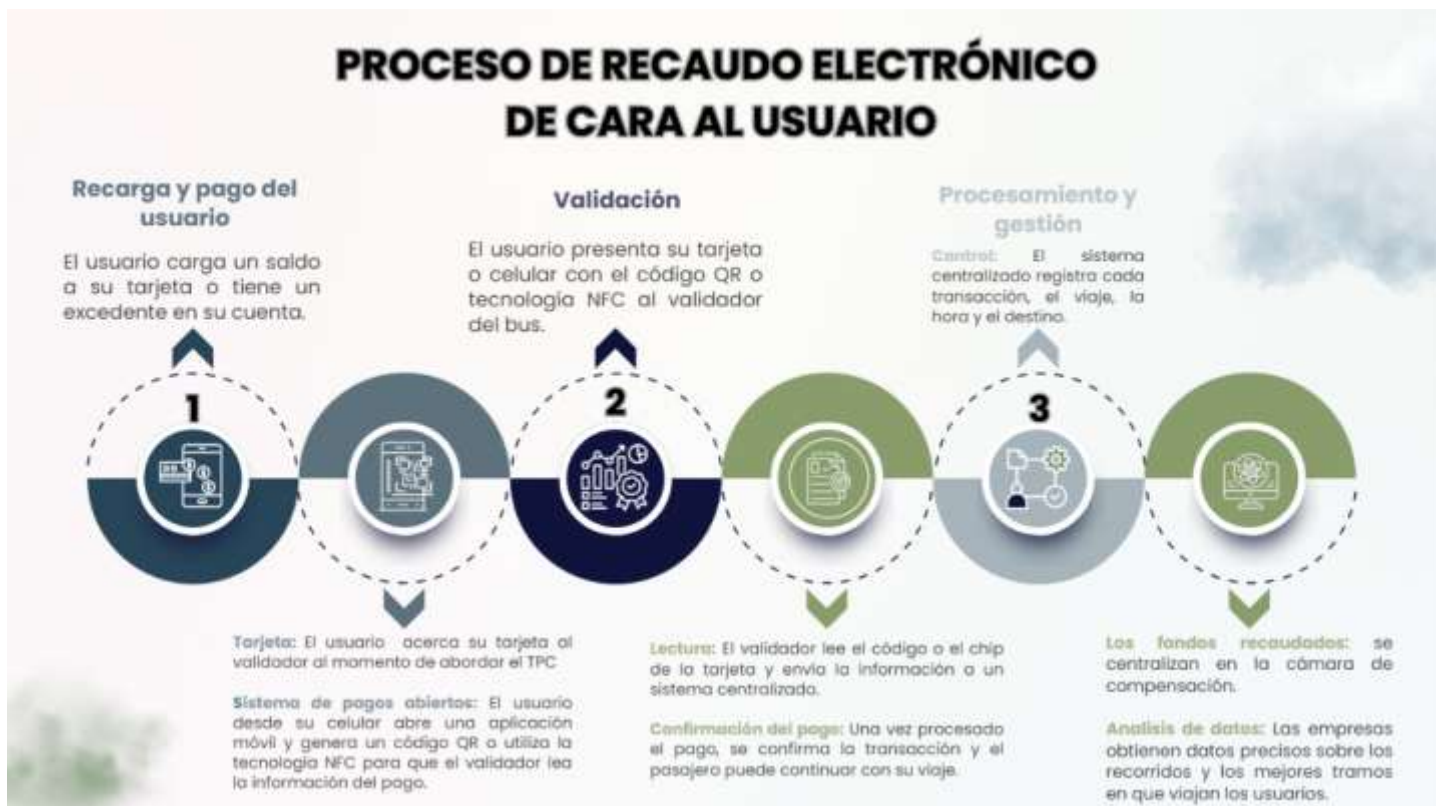 PROCESO DE RECAUDO ELECTRÓNICO
DE CARA AL USUARIO
Recarga y pago del
usuario
El usuario carga un saldo
a su tarjeta o tiene un
excedente en su cuenta.
1
Tarjeta: El usuario acerca su tarjeta al
validador al momento de abordar el TPC
Sistema de pagos abiertos: El usuario
desde su celular abre una aplicación
móvil y genera un código QR o utiliza la
tecnología NFC para que el validador lea
la información del pago.
Validación
El usuario presenta su tarjeta
o celular con el código QR o
tecnología NFC al validador
del bus.
2
Lectura: El validador lee el código o el chip
de la tarjeta y envía la información a un
sistema centralizado.
Confirmación del pago: Una vez procesado
el pago, se confirma la transacción y el
pasajero puede continuar con su viaje.
Procesamiento y
gestión
Control: El sistema
centralizado registra cada
transacción, el viaje, la
hora y el destino.
3
Los fondos recaudados: se
centralizan en la cámara de
compensación.
Analisis de datos: Las empresas
obtienen datos precisos sobre los
recorridos y los mejores tramos
en que viajan los usuarios.